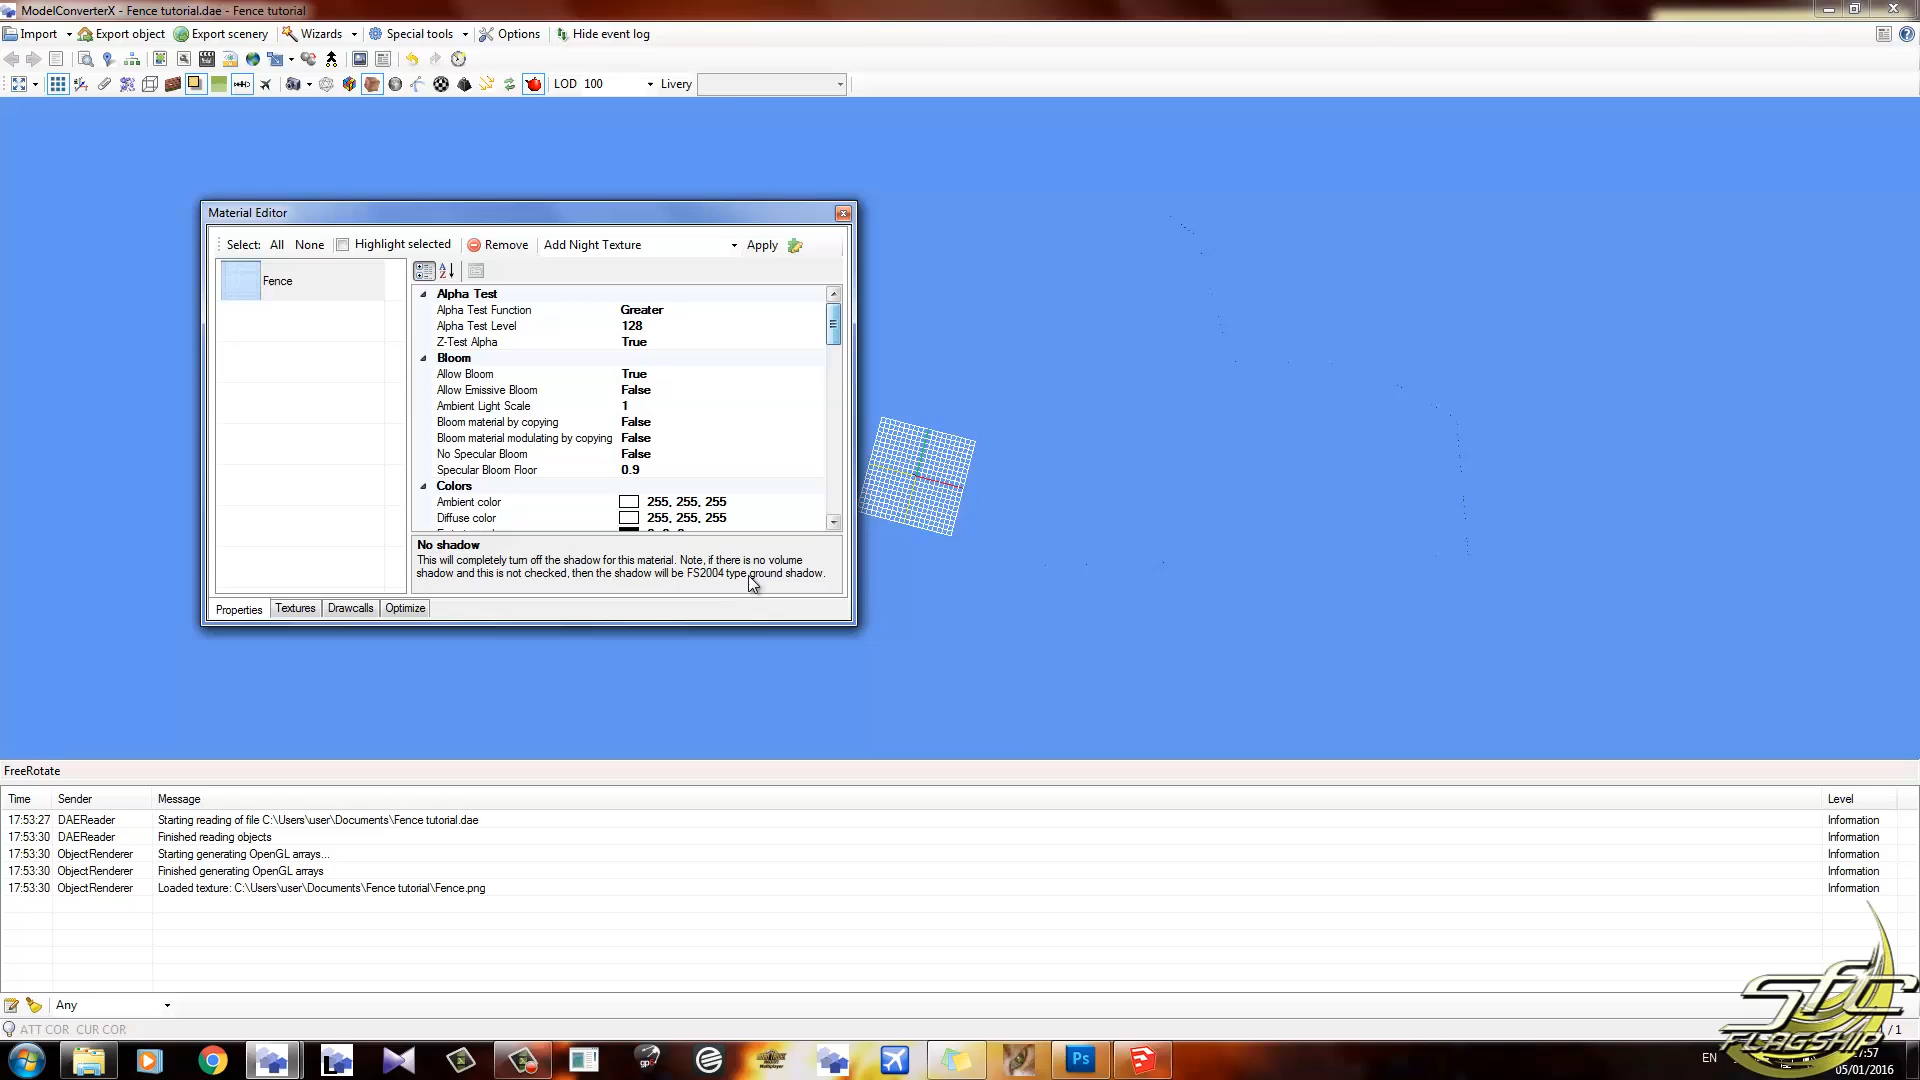 ModelConverterX - Fence tutorial.dae - Fence tutorial
Import Export object Export scenery Wizards Special tools Options Hide event log
LOD 100 Livery
Material Editor
Select: All None Highlight selected Remove Add Night Texture Apply
Fence
Alpha Test
Alpha Test Function Greater
Alpha Test Level 128
Z-Test Alpha True
Bloom
Allow Bloom True
Allow Emissive Bloom False
Ambient Light Scale 1
Bloom material by copying False
Bloom material modulating by copying False
No Specular Bloom False
Specular Bloom Floor 0.9
Colors
Ambient color 255, 255, 255
Diffuse color 255, 255, 255
No shadow
This will completely turn off the shadow for this material. Note, if there is no volume
shadow and this is not checked, then the shadow will be FS2004 type ground shadow.
Properties Textures Drawcalls Optimize
FreeRotate
Time Sender Message Level
17:53:27 DAEReader Starting reading of file C:\Users\user\Documents\Fence tutorial.dae Information
17:53:30 DAEReader Finished reading objects Information
17:53:30 ObjectRenderer Starting generating OpenGL arrays... Information
17:53:30 ObjectRenderer Finished generating OpenGL arrays Information
17:53:30 ObjectRenderer Loaded texture: C:\Users\user\Documents\Fence tutorial\Fence.png Information
Any
ATT COR CUR COR / 1
sfc
FLAGSHIP
Ps
EN :57
05/01/2016